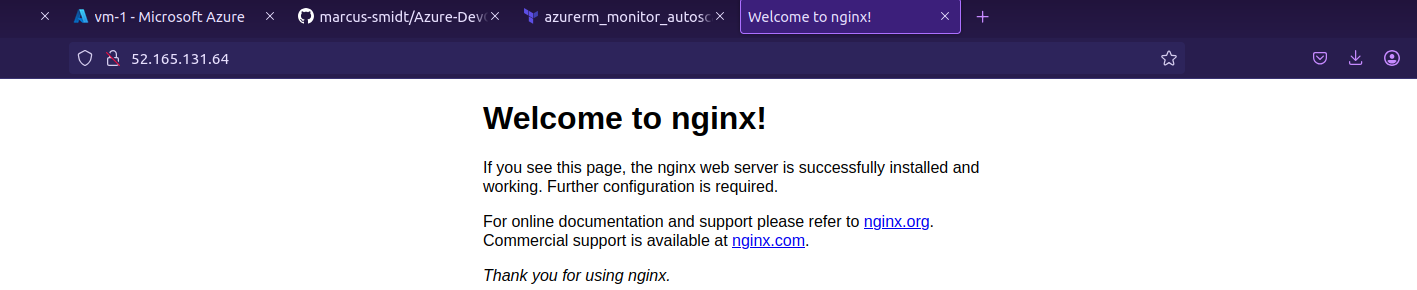 vm-1 - Microsoft Azure
marcus-smidt/Azure-Dev
azurerm_monitor_autosc
Welcome to nginx!
52.165.131.64
Welcome to nginx!
If you see this page, the nginx web server is successfully installed and
working. Further configuration is required.
For online documentation and support please refer to nginx.org.
Commercial support is available at nginx.com.
Thank you for using nginx.